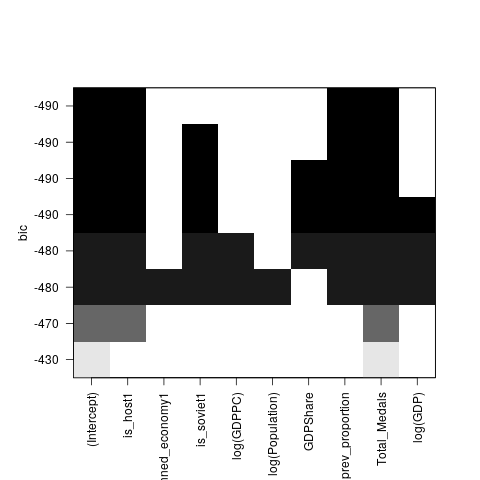 -490
-490
-490
-490
-480
-480
-470
-430
bic
(Intercept)
is_host1
nned_economy1
is_soviet1
log(GDPPC)
log(Population)
GDPShare
prev_proportion
Total_Medals
log(GDP)